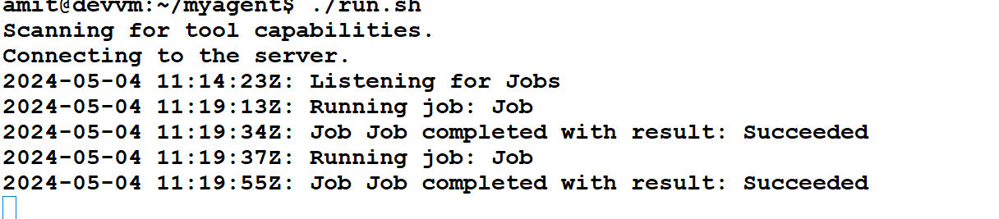 amit@devvm:~/myagent$ ./run.sh
Scanning for tool capabilities.
Connecting to the server.
2024-05-04 11:14:23Z: Listening for Jobs
2024-05-04 11:19:13Z: Running job: Job
2024-05-04 11:19:34Z: Job Job completed with result: Succeeded
2024-05-04 11:19:37Z: Running job: Job
2024-05-04 11:19:55Z: Job Job completed with result: Succeeded